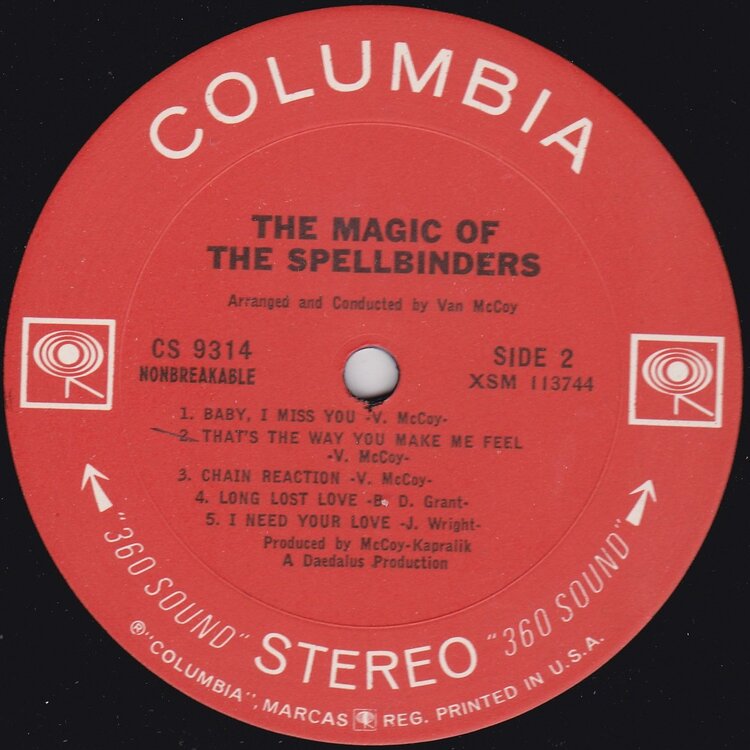 COLUMBIA
THE MAGIC OF
THE SPELLBINDERS
Arranged and Conducted by Van McCoy
CS 9314
NONBREAKABLE
SIDE 2
XSM 113744
1. BABY, I MISS YOU -V. McCoy-
2. THAT'S THE WAY YOU MAKE ME FEEL
-V. McCoy-
3. CHAIN REACTION -V. McCoy-
4. LONG LOST LOVE -B. D. Grant-
5. I NEED YOUR LOVE -J. Wright-
Produced by McCoy-Kapralik
A Daedalus Production
"360 SOUND" STEREO "360 SOUND"
®"COLUMBIA", MARCAS REG. PRINTED IN U.S.A.